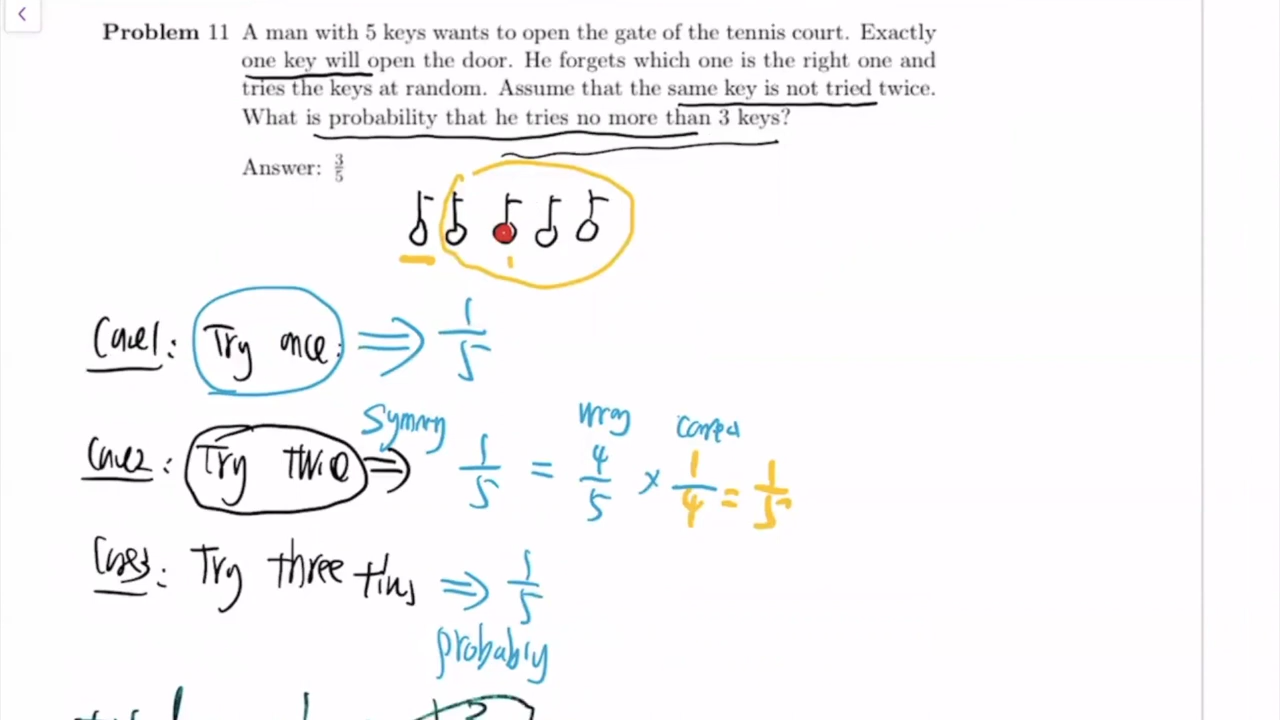 Problem 11 A man with 5 keys wants to open the gate of the tennis court. Exactly
one key will open the door. He forgets which one is the right one and
tries the keys at random. Assume that the same key is not tried twice.
What is probability that he tries no more than 3 keys?
Answer: 3/5
Case1: Try once: ⇒ 1/5
Wrong
Case2: Try twice ⇒ 1/5 = 4/5 × 1/4 = 1/5
Case3: Try three ⇒ 1/5